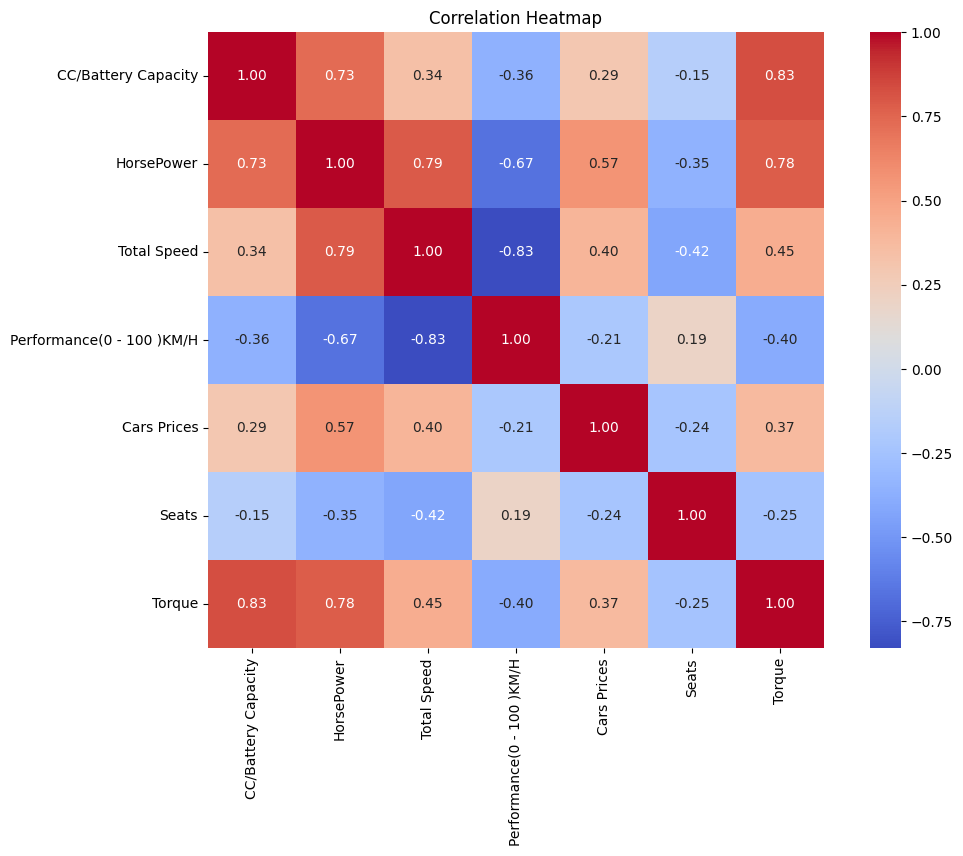 Correlation Heatmap
CC/Battery Capacity 1.00 0.73 0.34 -0.36 0.29 -0.15 0.83
HorsePower 0.73 1.00 0.79 -0.67 0.57 -0.35 0.78
Total Speed 0.34 0.79 1.00 -0.83 0.40 -0.42 0.45
Performance(0 - 100 )KM/H -0.36 -0.67 -0.83 1.00 -0.21 0.19 -0.40
Cars Prices 0.29 0.57 0.40 -0.21 1.00 -0.24 0.37
Seats -0.15 -0.35 -0.42 0.19 -0.24 1.00 -0.25
Torque 0.83 0.78 0.45 -0.40 0.37 -0.25 1.00
CC/Battery Capacity
HorsePower
Total Speed
Performance(0 - 100 )KM/H
Cars Prices
Seats
Torque
1.00
0.75
0.50
0.25
0.00
−0.25
−0.50
−0.75